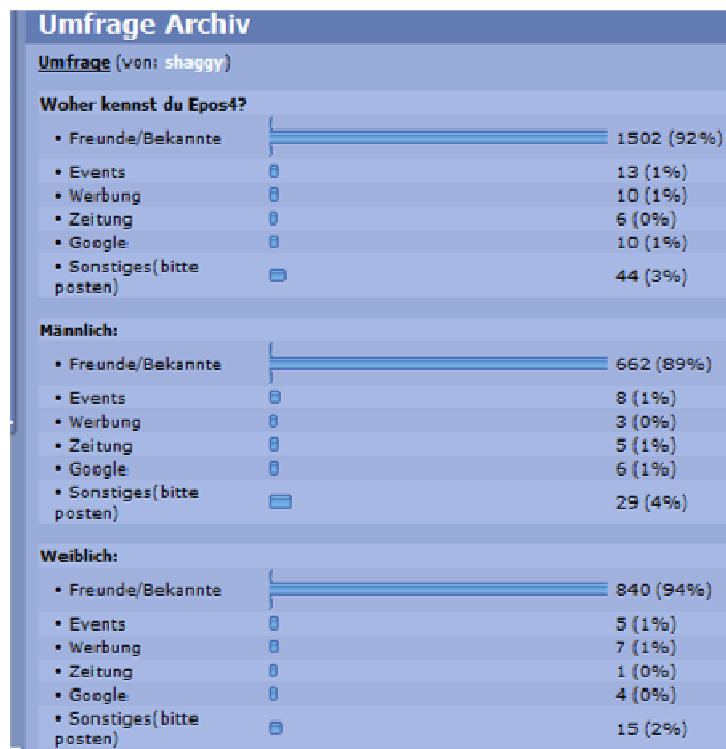 Umfrage Archiv
Umfrage (von: shaggy)
Woher kennst du Epos4?
• Freunde/Bekannte 1502 (92%)
• Events 13 (1%)
• Werbung 10 (1%)
• Zeitung 6 (0%)
• Google 10 (1%)
• Sonstiges(bitte
posten) 44 (3%)
Männlich:
• Freunde/Bekannte 662 (89%)
• Events 8 (1%)
• Werbung 3 (0%)
• Zeitung 5 (1%)
• Google 6 (1%)
• Sonstiges(bitte
posten) 29 (4%)
Weiblich:
• Freunde/Bekannte 840 (94%)
• Events 5 (1%)
• Werbung 7 (1%)
• Zeitung 1 (0%)
• Google 4 (0%)
• Sonstiges(bitte
posten) 15 (2%)